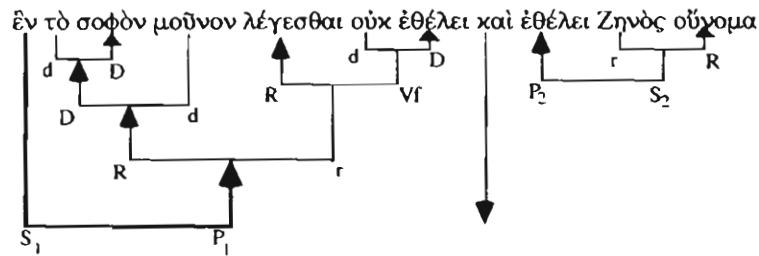 ἓν τὸ σοφὸν μοῦνον λέγεσθαι οὐκ ἐθέλει καὶ ἐθέλει Ζηνὸς οὔνομα
d D d D r R
R Vf P₂ S₂
D d
R r
S₁ P₁